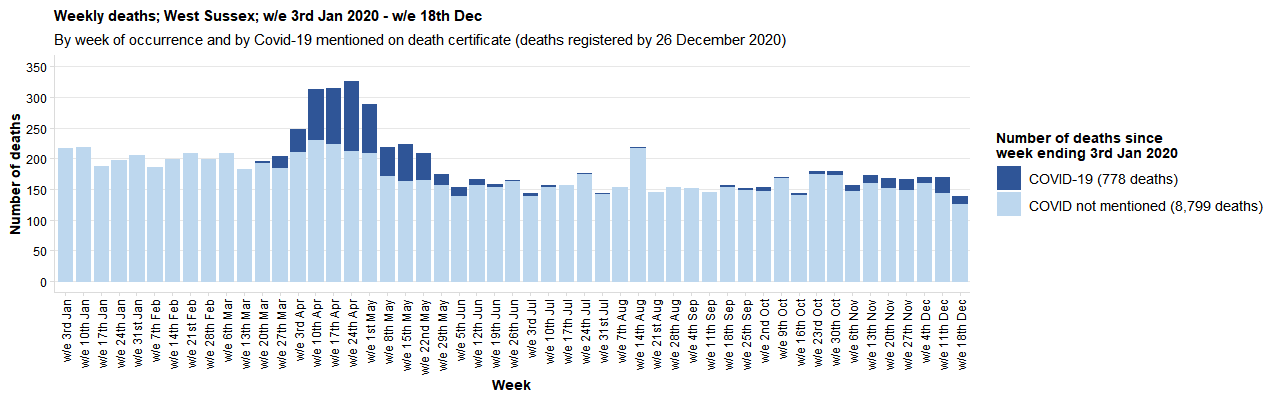 Weekly deaths; West Sussex; w/e 3rd Jan 2020 - w/e 18th Dec
By week of occurrence and by Covid-19 mentioned on death certificate (deaths registered by 26 December 2020)
Number of deaths
350
300
250
200
150
100
50
0
w/e 3rd Jan
w/e 10th Jan
w/e 17th Jan
w/e 24th Jan
w/e 31st Jan
w/e 7th Feb
w/e 14th Feb
w/e 21st Feb
w/e 28th Feb
w/e 6th Mar
w/e 13th Mar
w/e 20th Mar
w/e 27th Mar
w/e 3rd Apr
w/e 10th Apr
w/e 17th Apr
w/e 24th Apr
w/e 1st May
w/e 8th May
w/e 15th May
w/e 22nd May
w/e 29th May
w/e 5th Jun
w/e 12th Jun
w/e 19th Jun
w/e 26th Jun
w/e 3rd Jul
w/e 10th Jul
w/e 17th Jul
w/e 24th Jul
w/e 31st Jul
w/e 7th Aug
w/e 14th Aug
w/e 21st Aug
w/e 28th Aug
w/e 4th Sep
w/e 11th Sep
w/e 18th Sep
w/e 25th Sep
w/e 2nd Oct
w/e 9th Oct
w/e 16th Oct
w/e 23rd Oct
w/e 30th Oct
w/e 6th Nov
w/e 13th Nov
w/e 20th Nov
w/e 27th Nov
w/e 4th Dec
w/e 11th Dec
w/e 18th Dec
Week
Number of deaths since
week ending 3rd Jan 2020
COVID-19 (778 deaths)
COVID not mentioned (8,799 deaths)